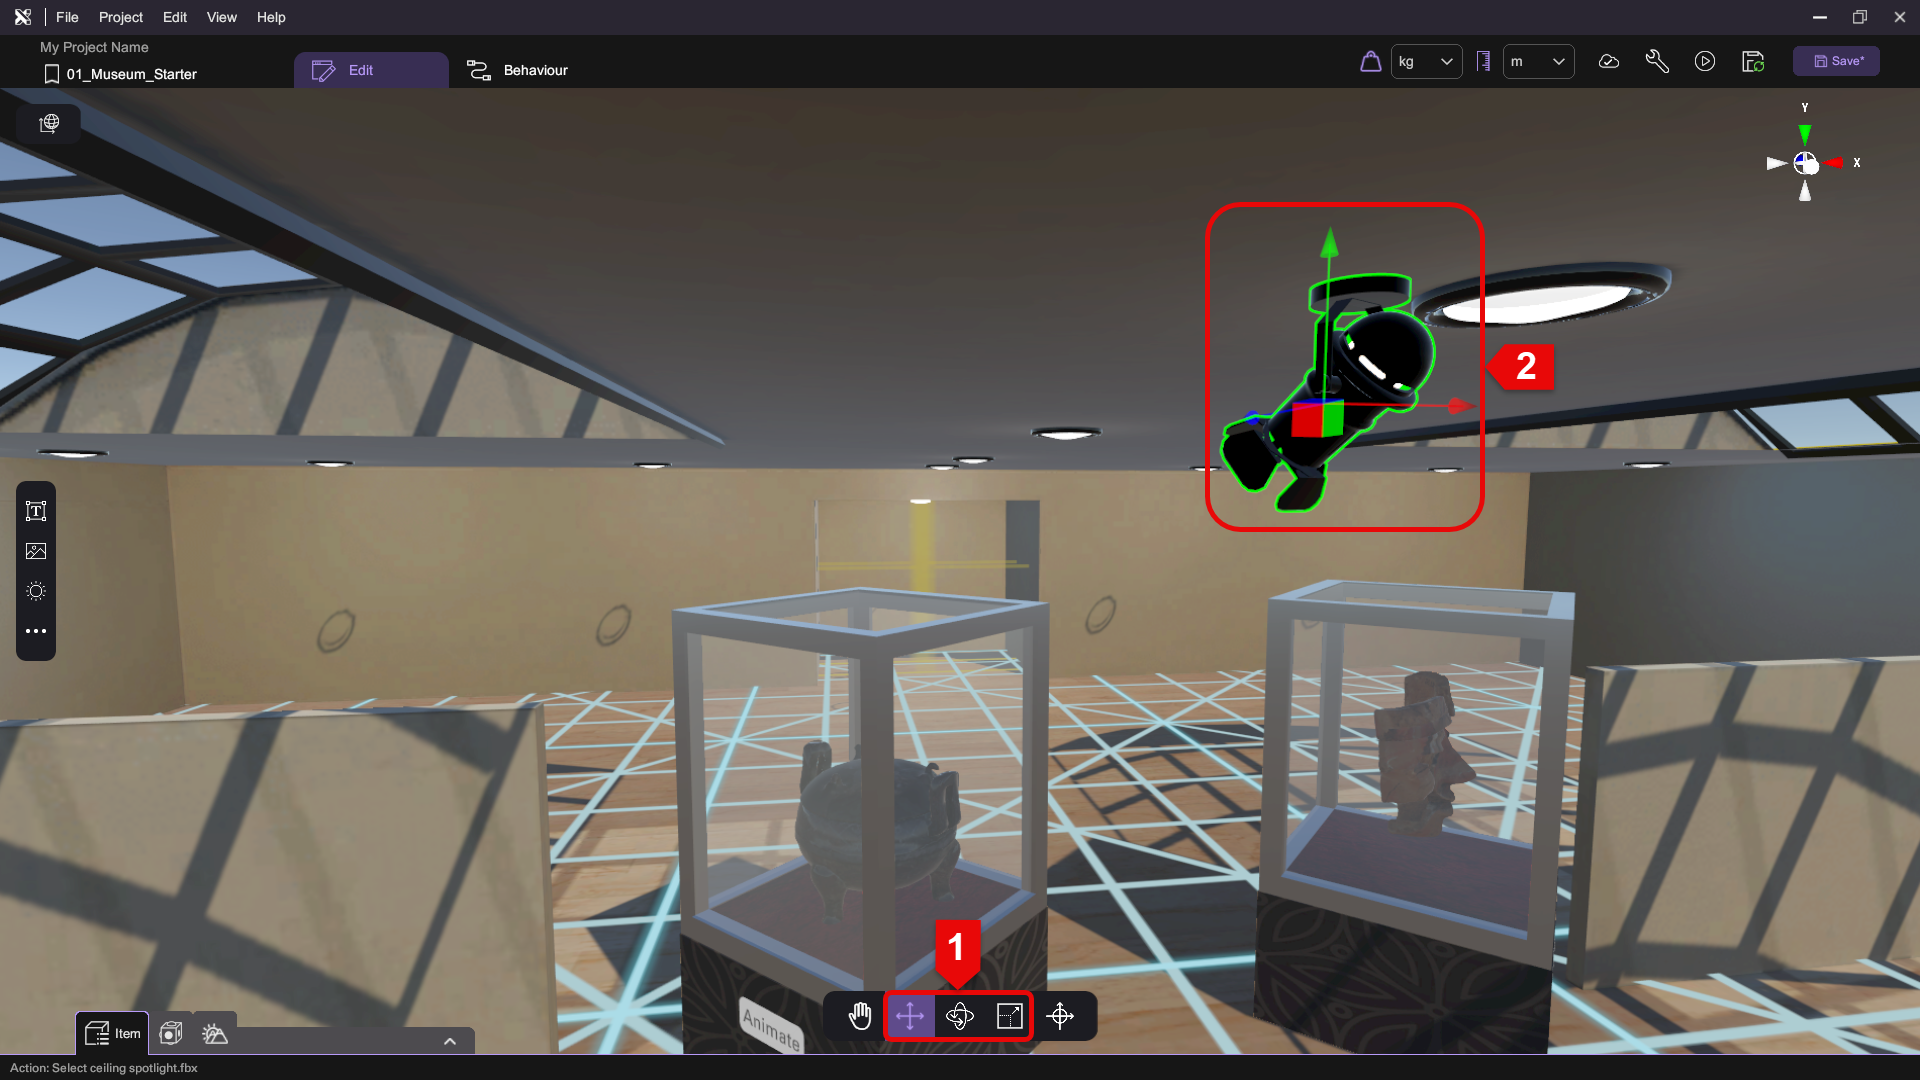 File Project Edit View Help
My Project Name
01_Museum_Starter
Edit
Behaviour
kg
m
Save*
Y
X
2
T
1
Animate
Item
Action: Select ceiling spotlight.fbx